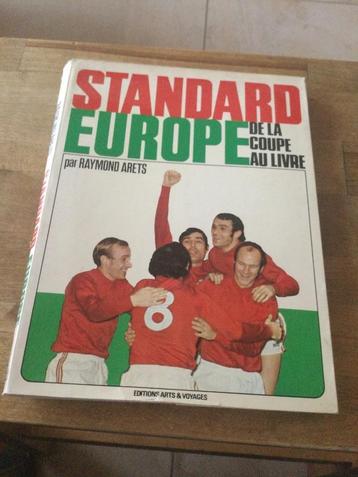 STANDARD
EUROPE
DE LA
COUPE
AU LIVRE
par RAYMOND ARETS
8
EDITIONS ARTS & VOYAGES